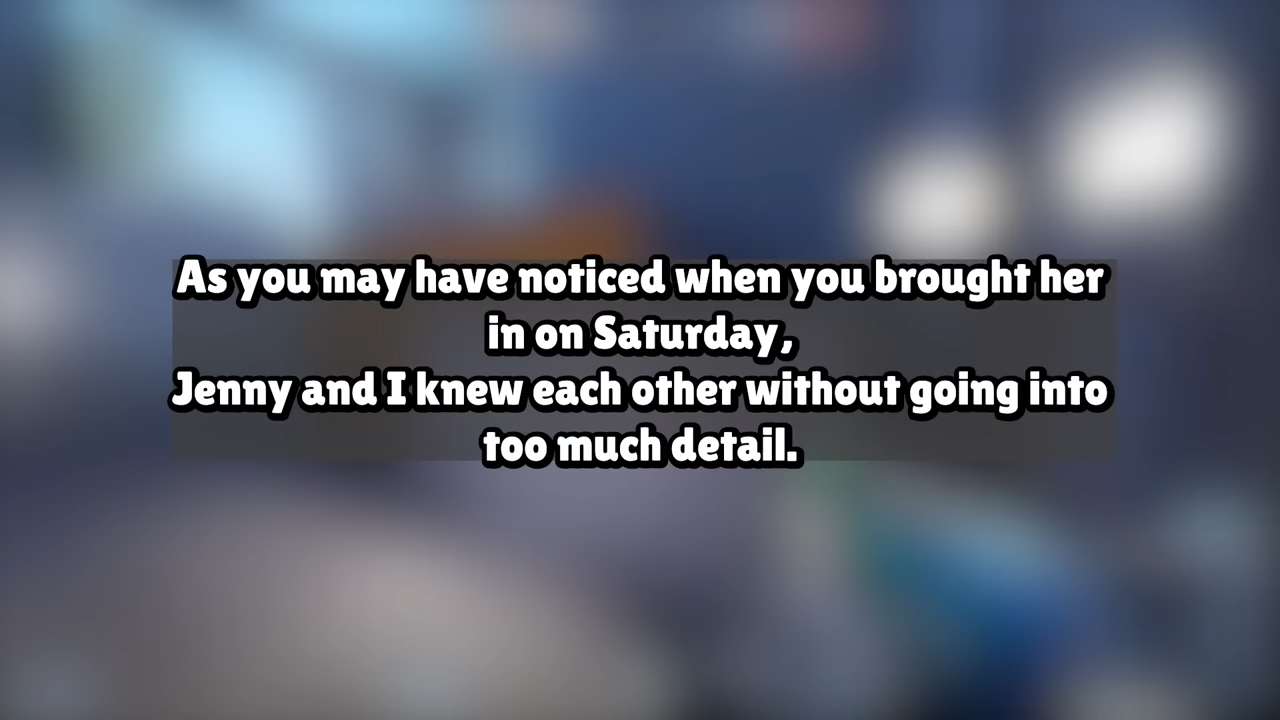 As you may have noticed when you brought her
in on Saturday,
Jenny and I knew each other without going into
too much detail.